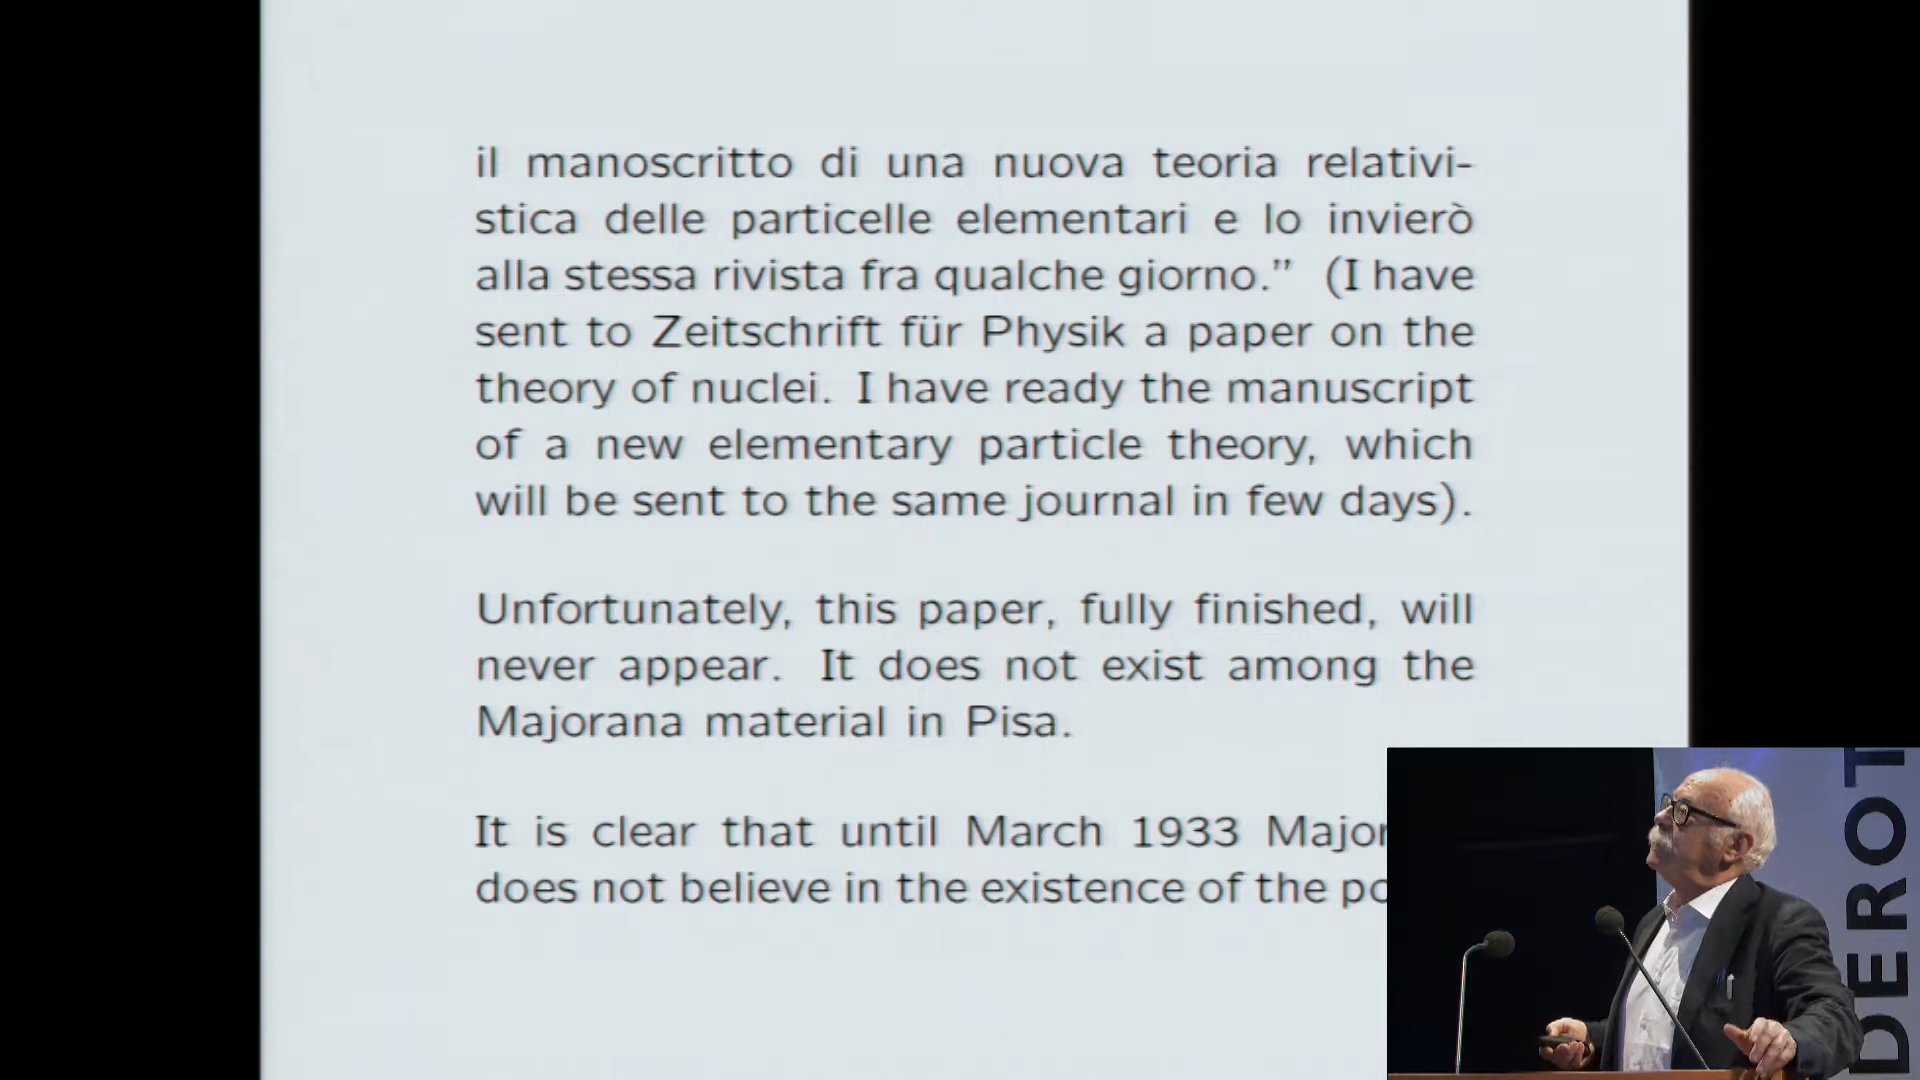 il manoscritto di una nuova teoria relativi-
stica delle particelle elementari e lo invierò
alla stessa rivista fra qualche giorno.” (I have
sent to Zeitschrift für Physik a paper on the
theory of nuclei. I have ready the manuscript
of a new elementary particle theory, which
will be sent to the same journal in few days).
Unfortunately, this paper, fully finished, will
never appear. It does not exist among the
Majorana material in Pisa.
It is clear that until March 1933 Major
does not believe in the existence of the po
DEROT